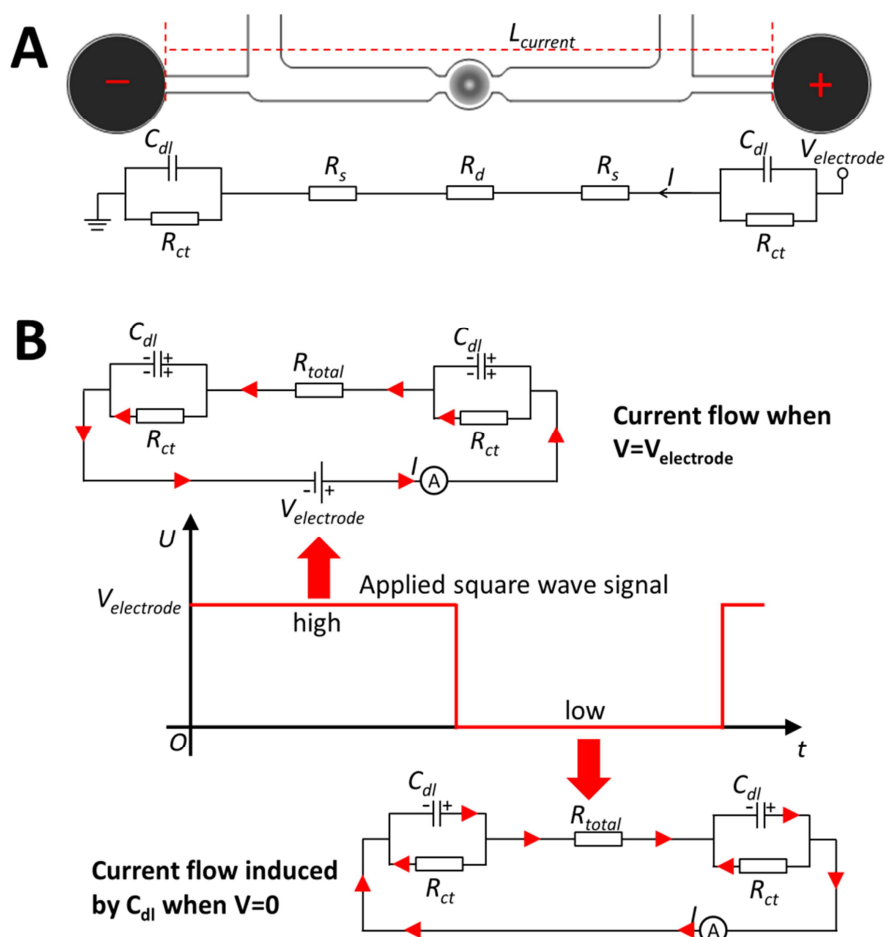 A
L_current
−
+
C_dl
R_ct
R_s
R_d
R_s
I
C_dl
V_electrode
R_ct
B
C_dl
- +
- +
R_ct
R_total
C_dl
- +
- +
R_ct
I
A
- +
V_electrode
Current flow when
V=V_electrode
U
V_electrode
Applied square wave signal
high
low
O
t
C_dl
- +
R_ct
R_total
C_dl
- +
R_ct
I
A
Current flow induced
by C_dl when V=0